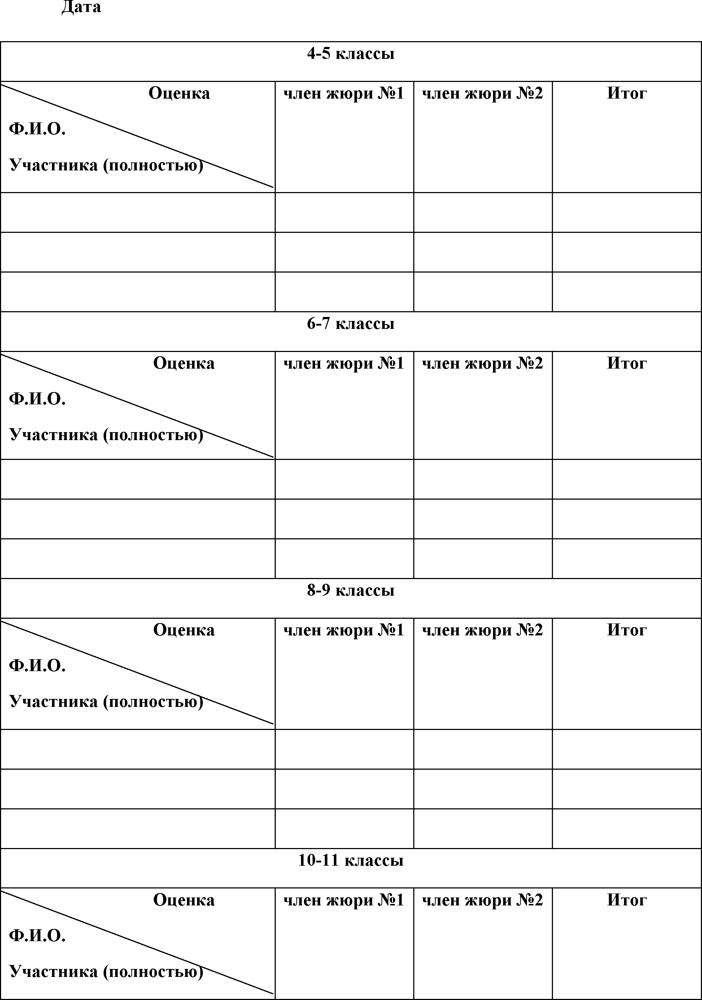 Дата
4-5 классы
Оценка член жюри №1 член жюри №2 Итог
Ф.И.О.
Участника (полностью)
6-7 классы
Оценка член жюри №1 член жюри №2 Итог
Ф.И.О.
Участника (полностью)
8-9 классы
Оценка член жюри №1 член жюри №2 Итог
Ф.И.О.
Участника (полностью)
10-11 классы
Оценка член жюри №1 член жюри №2 Итог
Ф.И.О.
Участника (полностью)